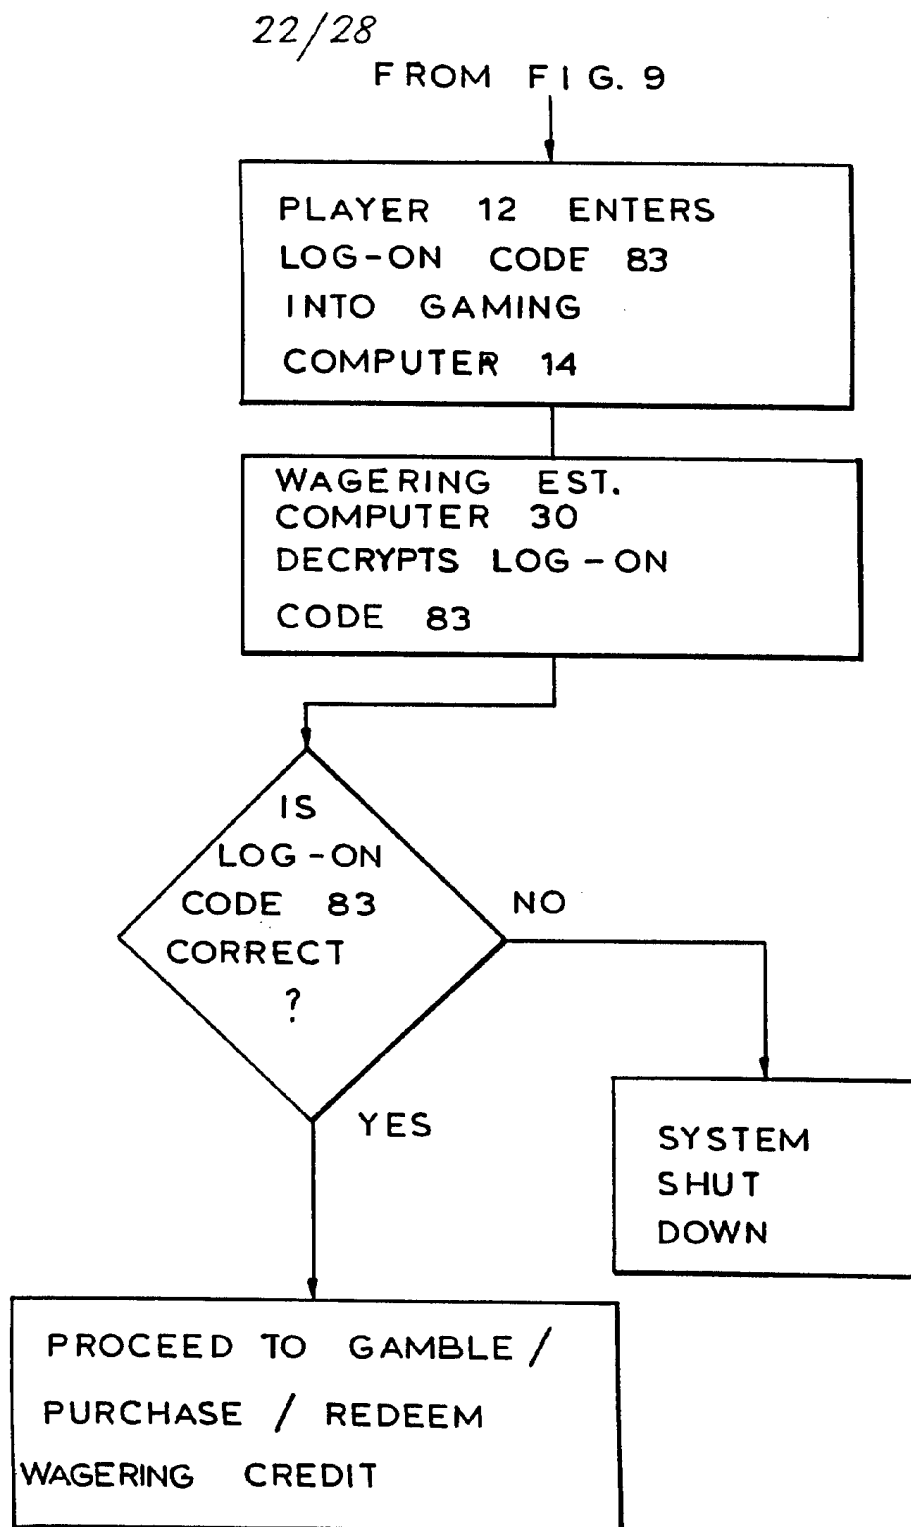 22/28
FROM FIG. 9
PLAYER 12 ENTERS
LOG-ON CODE 83
INTO GAMING
COMPUTER 14
WAGERING EST.
COMPUTER 30
DECRYPTS LOG-ON
CODE 83
IS
LOG-ON
CODE 83
CORRECT
?
NO
YES
SYSTEM
SHUT
DOWN
PROCEED TO GAMBLE /
PURCHASE / REDEEM
WAGERING CREDIT